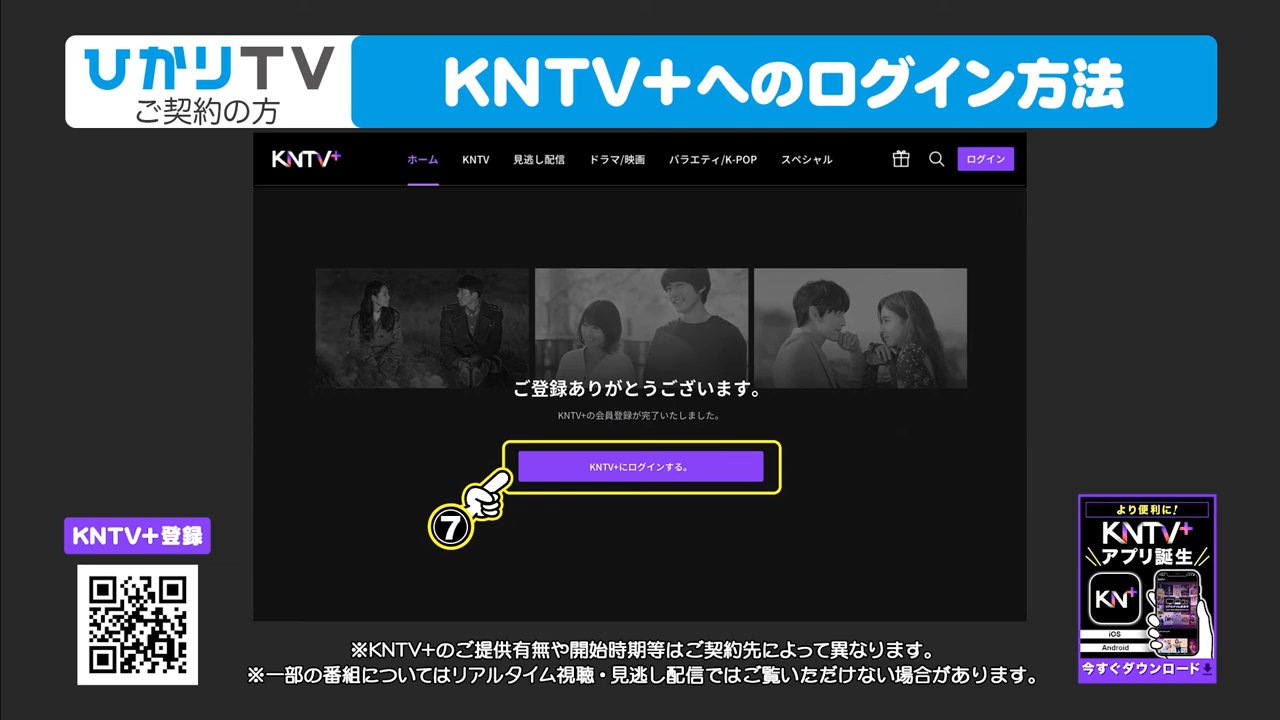 ひかりTV
ご契約の方
KNTV+へのログイン方法
KNTV+
ホーム KNTV 見逃し配信 ドラマ/映画 バラエティ/K-POP スペシャル
ログイン
ご登録ありがとうございます。
KNTV+の会員登録が完了いたしました。
KNTV+にログインする。
7
KNTV+登録
より便利に!
KNTV+
アプリ誕生
KN+
iOS
Android
今すぐダウンロード
※KNTV+のご提供有無や開始時期等はご契約先によって異なります。
※一部の番組についてはリアルタイム視聴・見逃し配信ではご覧いただけない場合があります。